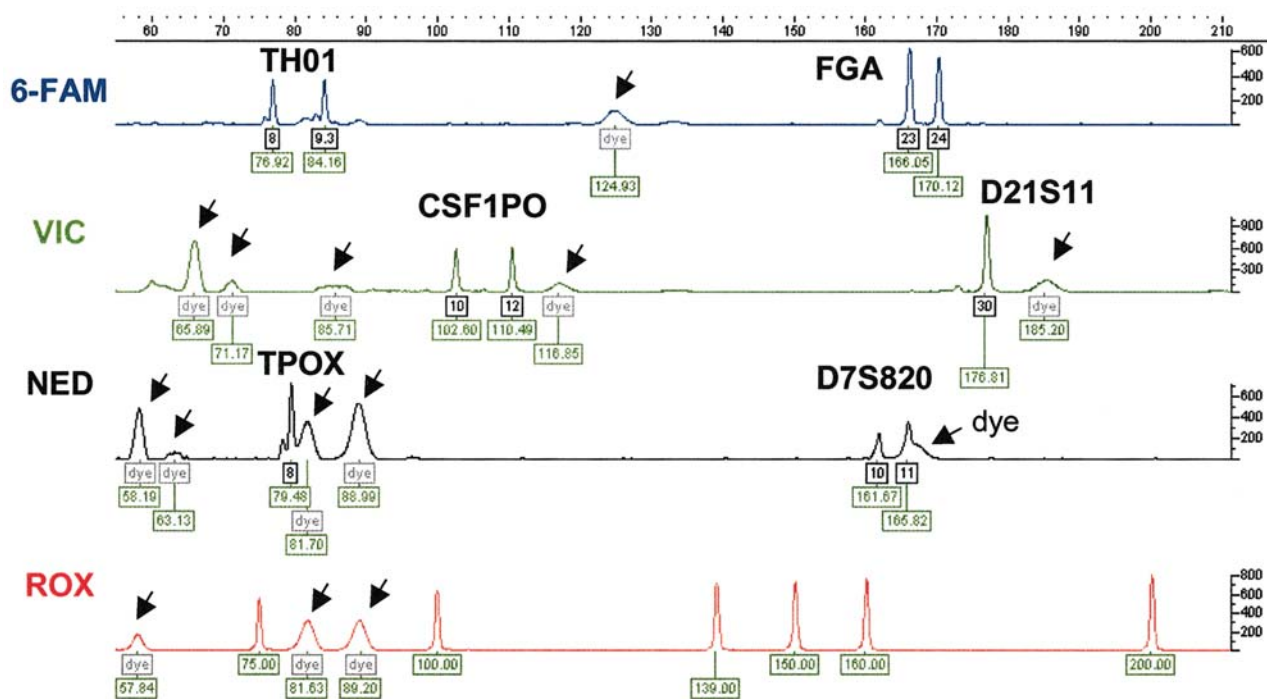 60 70 80 90 100 110 120 130 140 150 160 170 180 190 200 210
6-FAM
TH01
FGA
600
400
200
8 9.3 dye 23 24
76.92 84.16 124.93 166.05 170.12
VIC
CSF1PO
D21S11
900
600
300
dye dye dye 10 12 dye 30 dye
65.89 71.17 85.71 102.60 110.49 116.85 176.81 185.20
NED
TPOX
D7S820
dye
600
400
200
dye dye 8 dye 10 11
58.19 63.13 79.48 88.99 161.67 165.82
dye
81.70
ROX
800
600
400
200
dye 75.00 dye dye 100.00 139.00 150.00 160.00 200.00
57.84 81.63 89.20